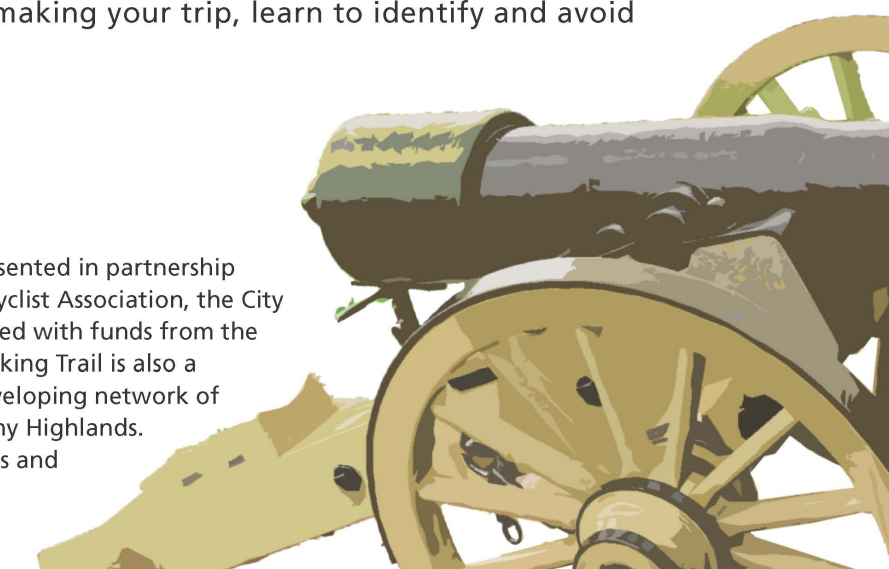 making your trip, learn to identify and avoid
sented in partnership
yclist Association, the City
ed with funds from the
king Trail is also a
veloping network of
ny Highlands.
s and